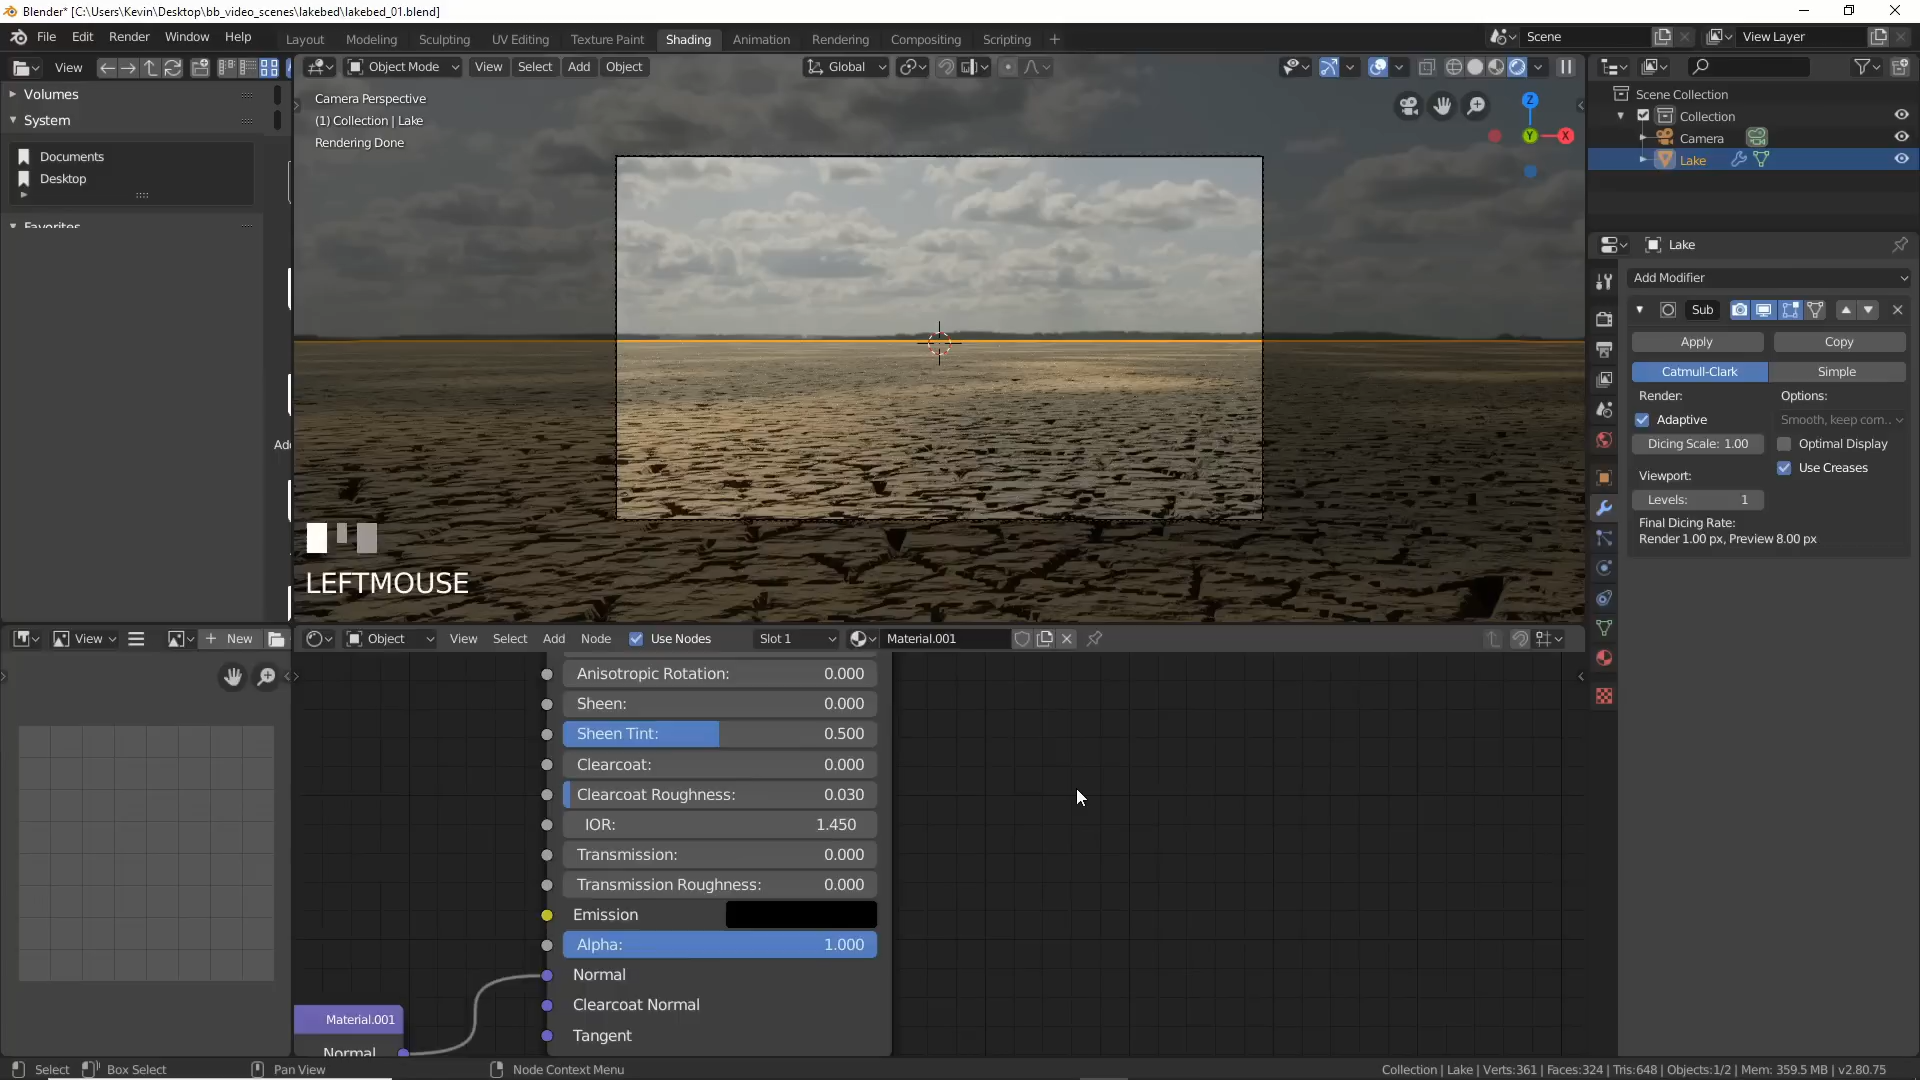 Blender* [C:\Users\Kevin\Desktop\bb_video_scenes\lakebed\lakebed_01.blend]
File Edit Render Window Help
Layout Modeling Sculpting UV Editing Texture Paint Shading Animation Rendering Compositing Scripting
Scene
View Layer
View
Object Mode View Select Add Object
Global
Volumes
System
Documents
Desktop
Camera Perspective
(1) Collection | Lake
Rendering Done
Z
Y
X
LEFTMOUSE
Scene Collection
Collection
Camera
Lake
Lake
Add Modifier
Sub
Apply Copy
Catmull-Clark Simple
Render: Options:
Adaptive Smooth, keep corn..
Dicing Scale: 1.00 Optimal Display
Use Creases
Viewport:
Levels: 1
Final Dicing Rate:
Render 1.00 px, Preview 8.00 px
View New
Object View Select Add Node Use Nodes Slot 1 Material.001
Anisotropic Rotation: 0.000
Sheen: 0.000
Sheen Tint: 0.500
Clearcoat: 0.000
Clearcoat Roughness: 0.030
IOR: 1.450
Transmission: 0.000
Transmission Roughness: 0.000
Emission
Alpha: 1.000
Normal
Clearcoat Normal
Tangent
Material.001
Normal
Select Box Select Pan View Node Context Menu
Collection | Lake | Verts:361 | Faces:324 | Tris:648 | Objects:1/2 | Mem: 359.5 MB | v2.80.75